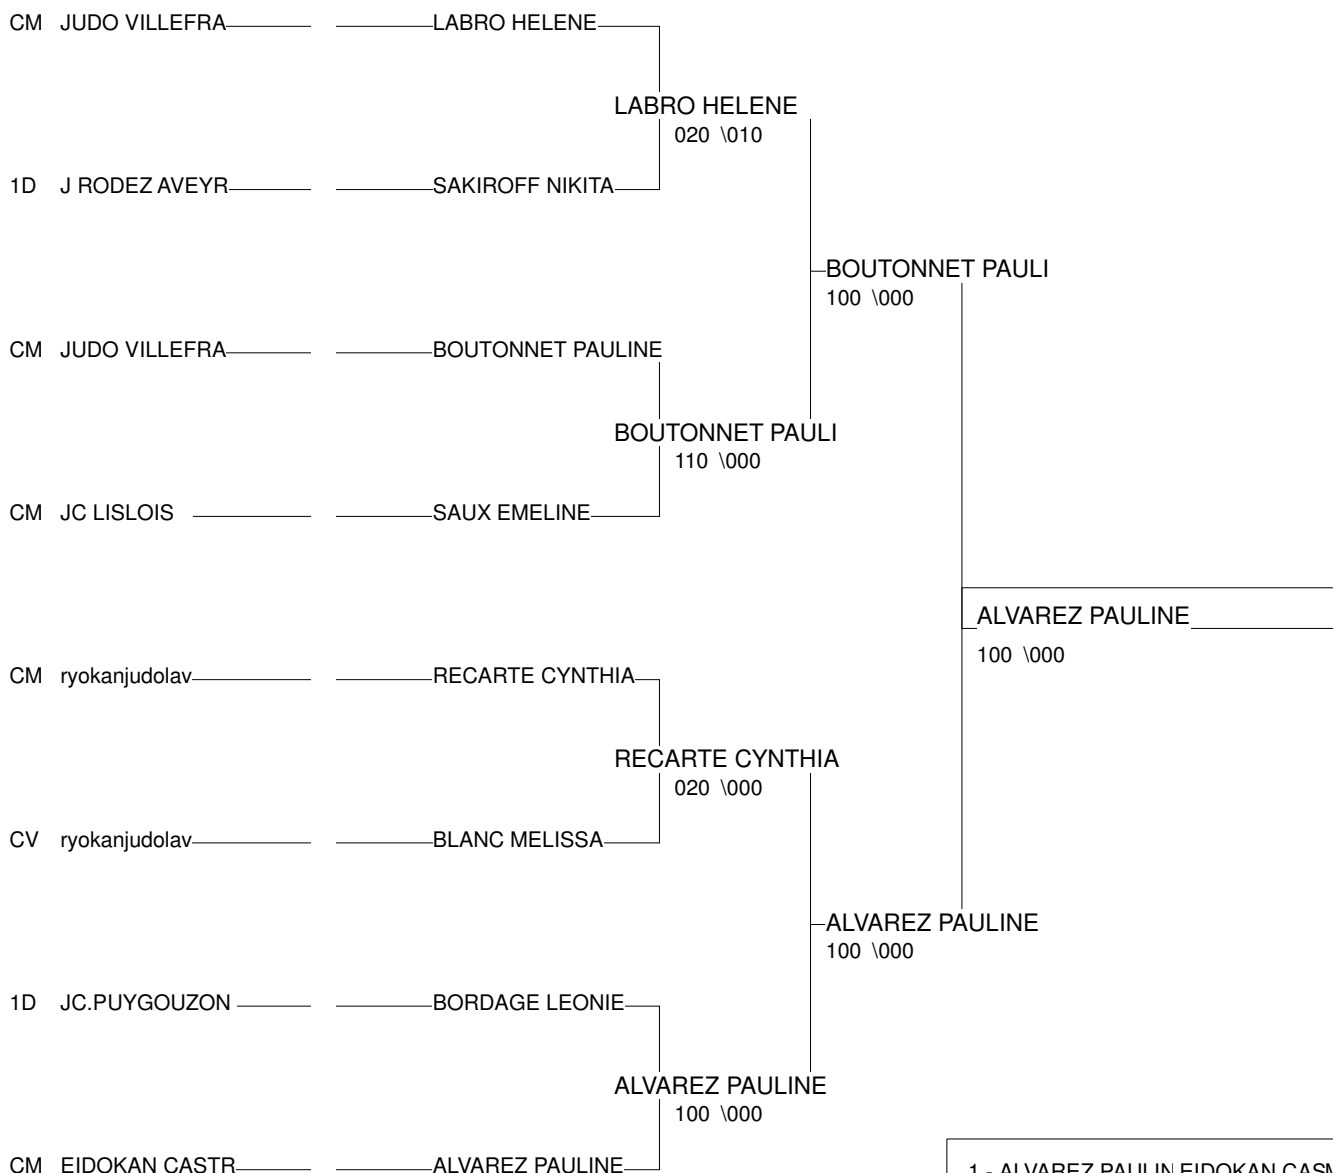 CM JUDO VILLEFRA LABRO HELENE
LABRO HELENE
020 \010
1D J RODEZ AVEYR SAKIROFF NIKITA
BOUTONNET PAULI
100 \000
CM JUDO VILLEFRA BOUTONNET PAULINE
BOUTONNET PAULI
110 \000
CM JC LISLOIS SAUX EMELINE
ALVAREZ PAULINE
100 \000
CM ryokanjudolav RECARTE CYNTHIA
RECARTE CYNTHIA
020 \000
CV ryokanjudolav BLANC MELISSA
ALVAREZ PAULINE
100 \000
1D JC.PUYGOUZON BORDAGE LEONIE
ALVAREZ PAULINE
100 \000
CM EIDOKAN CASTR ALVAREZ PAULINE
1 - ALVAREZ PAULIN EIDOKAN